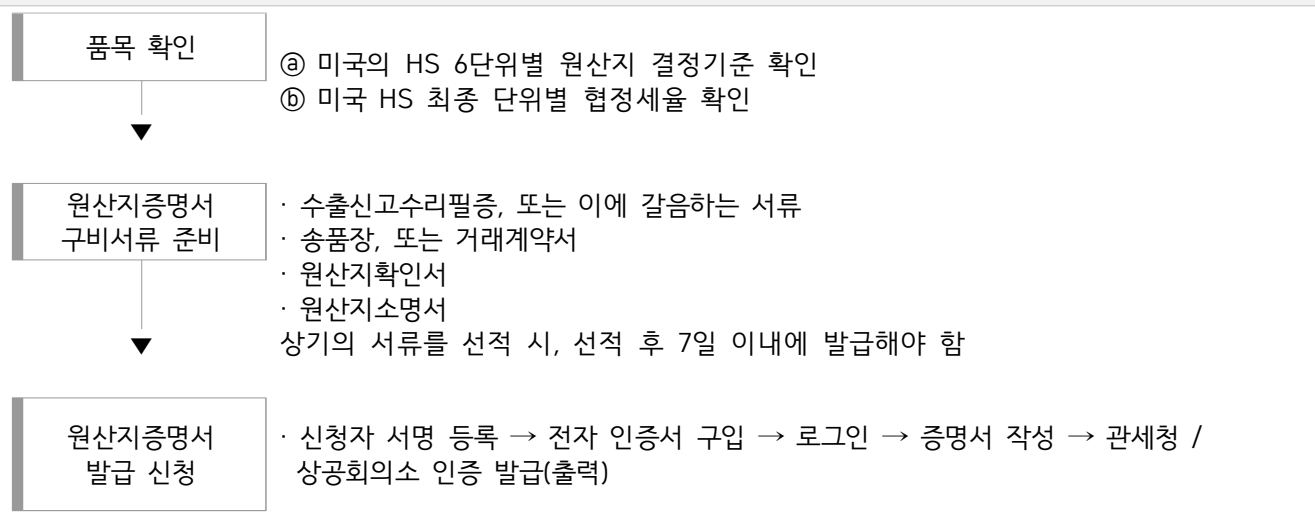 품목 확인
ⓐ 미국의 HS 6단위별 원산지 결정기준 확인
ⓑ 미국 HS 최종 단위별 협정세율 확인
▼
원산지증명서
구비서류 준비
· 수출신고수리필증, 또는 이에 갈음하는 서류
· 송품장, 또는 거래계약서
· 원산지확인서
· 원산지소명서
상기의 서류를 선적 시, 선적 후 7일 이내에 발급해야 함
▼
원산지증명서
발급 신청
· 신청자 서명 등록 → 전자 인증서 구입 → 로그인 → 증명서 작성 → 관세청 /
상공회의소 인증 발급(출력)